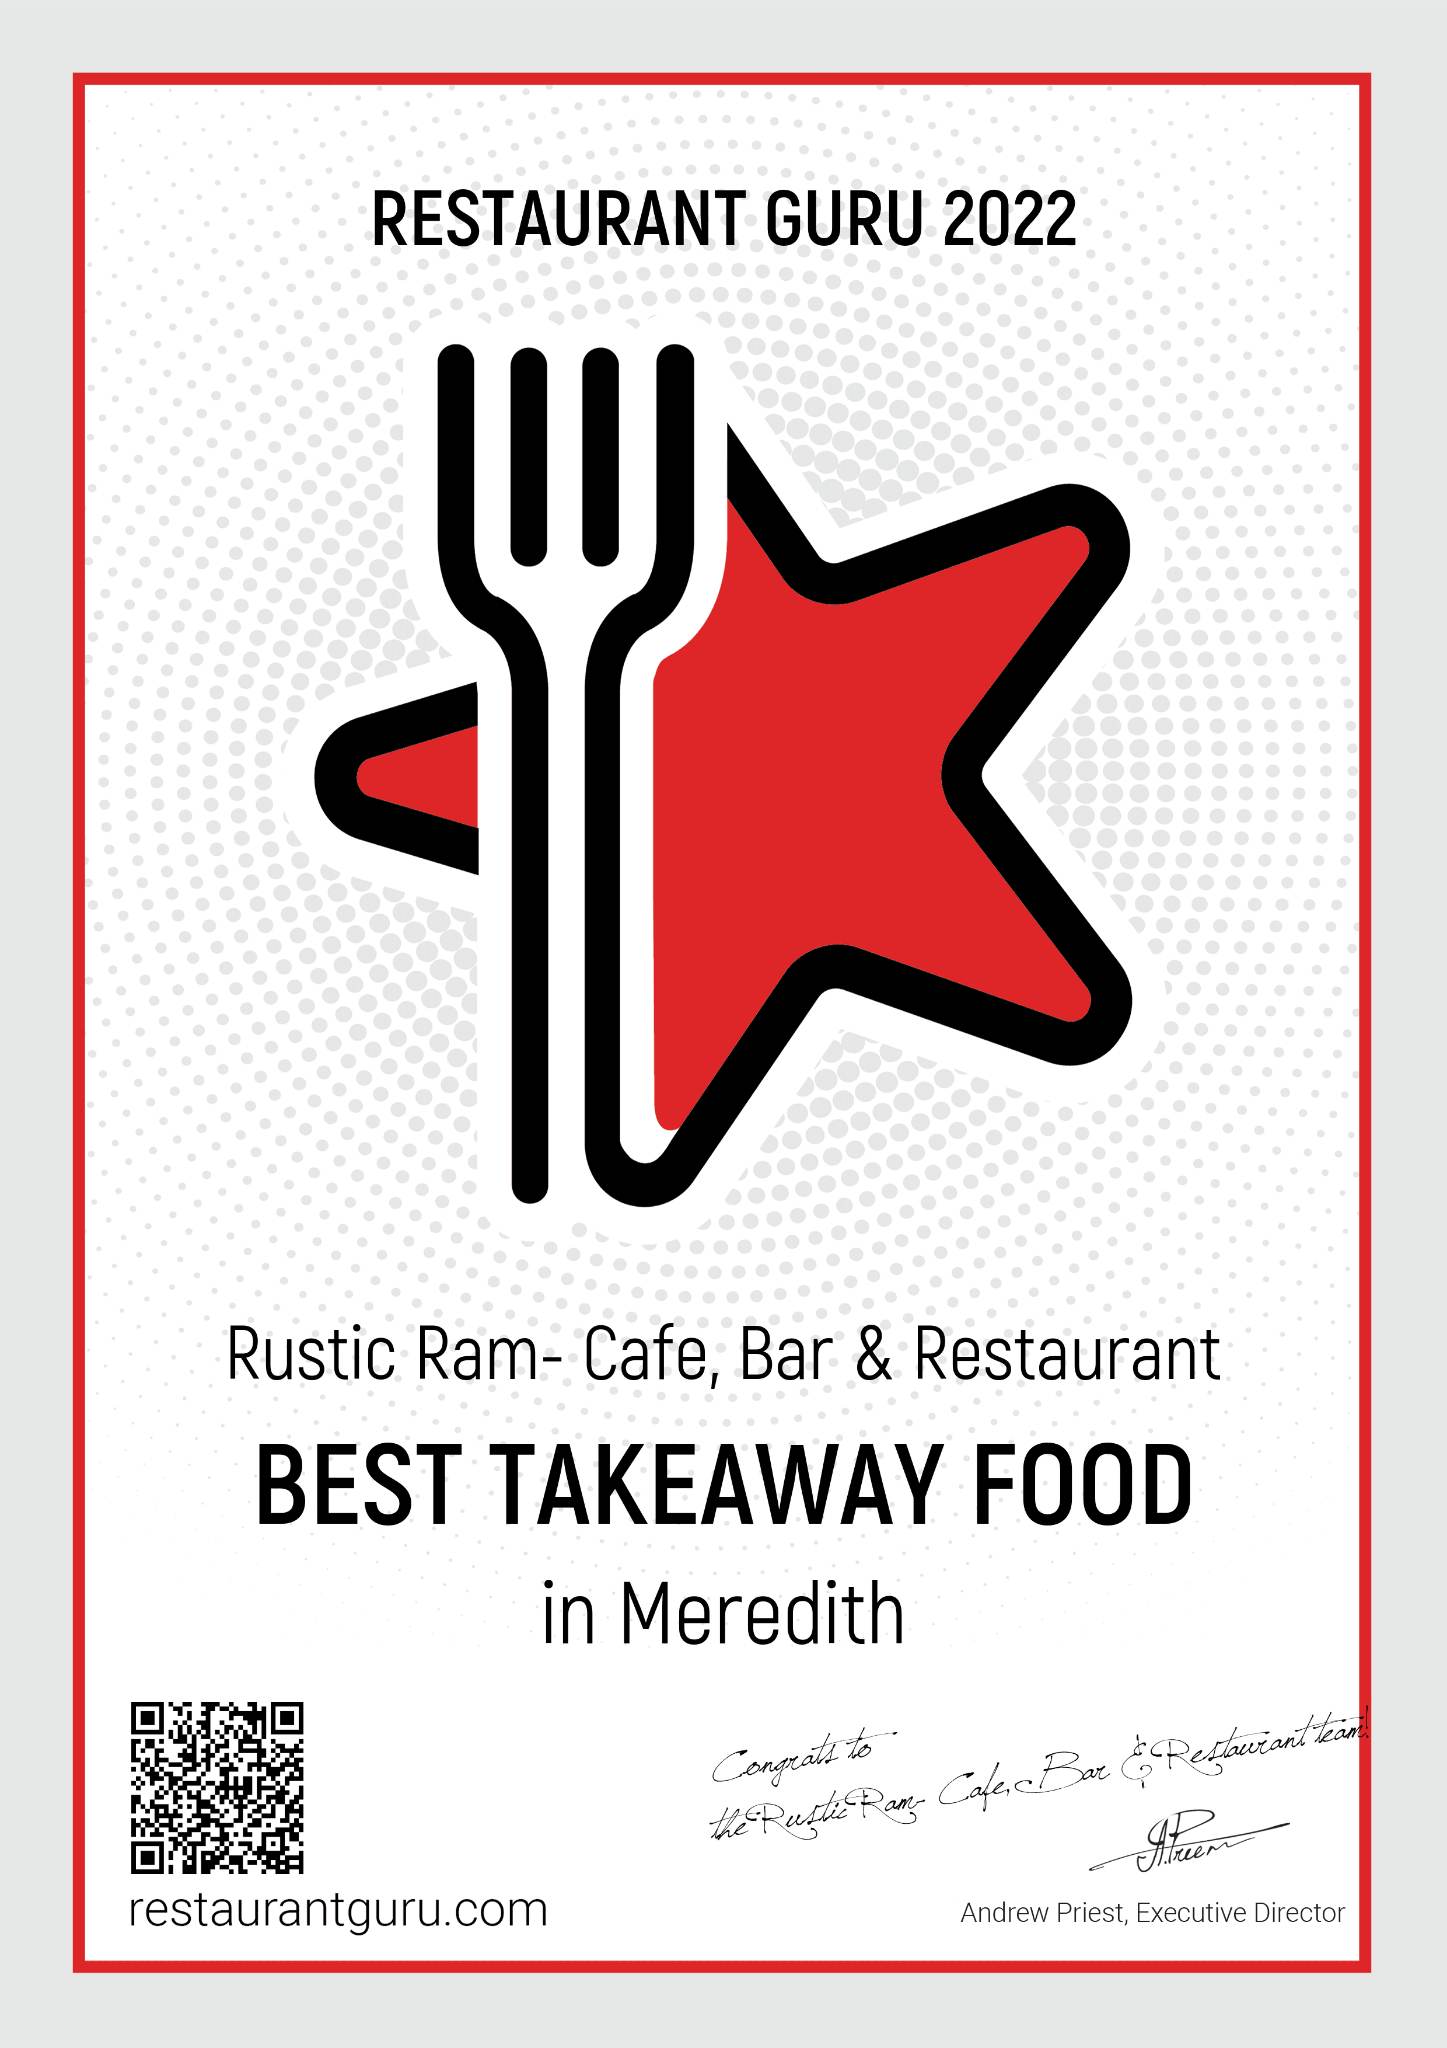 RESTAURANT GURU 2022
Rustic Ram- Cafe, Bar & Restaurant
BEST TAKEAWAY FOOD
in Meredith
Congrats to
the Rustic Ram- Cafe, Bar & Restaurant team!
restaurantguru.com
Andrew Priest, Executive Director